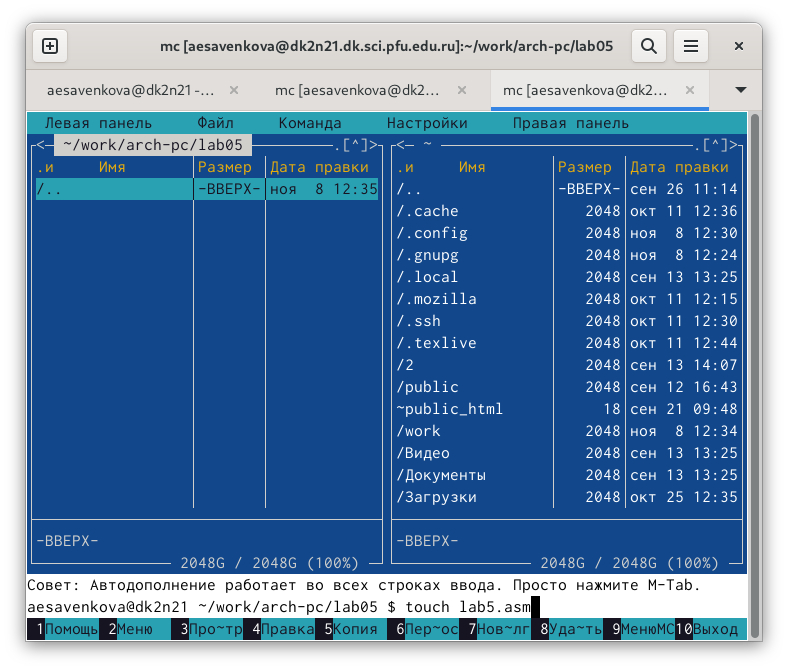 mc [aesavenkova@dk2n21.dk.sci.pfu.edu.ru]:~/work/arch-pc/lab05
aesavenkova@dk2n21 -... mc [aesavenkova@dk2... mc [aesavenkova@dk2...
Левая панель Файл Команда Настройки Правая панель
<─ ~/work/arch-pc/lab05 .[^]> <─ ~ .[^]>
.и Имя Размер Дата правки .и Имя Размер Дата правки
/.. -ВВЕРХ- ноя 8 12:35 /.. -ВВЕРХ- сен 26 11:14
/.cache 2048 окт 11 12:36
/.config 2048 ноя 8 12:30
/.gnupg 2048 ноя 8 12:24
/.local 2048 сен 13 13:25
/.mozilla 2048 окт 11 12:15
/.ssh 2048 окт 11 12:30
/.texlive 2048 окт 11 12:44
/2 2048 сен 13 14:07
/public 2048 сен 12 16:43
~public_html 18 сен 21 09:48
/work 2048 ноя 8 12:34
/Видео 2048 сен 13 13:25
/Документы 2048 сен 13 13:25
/Загрузки 2048 окт 25 12:35
-ВВЕРХ- -ВВЕРХ-
2048G / 2048G (100%) 2048G / 2048G (100%)
Совет: Автодополнение работает во всех строках ввода. Просто нажмите M-Tab.
aesavenkova@dk2n21 ~/work/arch-pc/lab05 $ touch lab5.asm
1Помощь 2Меню 3Про~тр 4Правка 5Копия 6Пер~ос 7Нов~лг 8Уда~ть 9МенюMC 10Выход